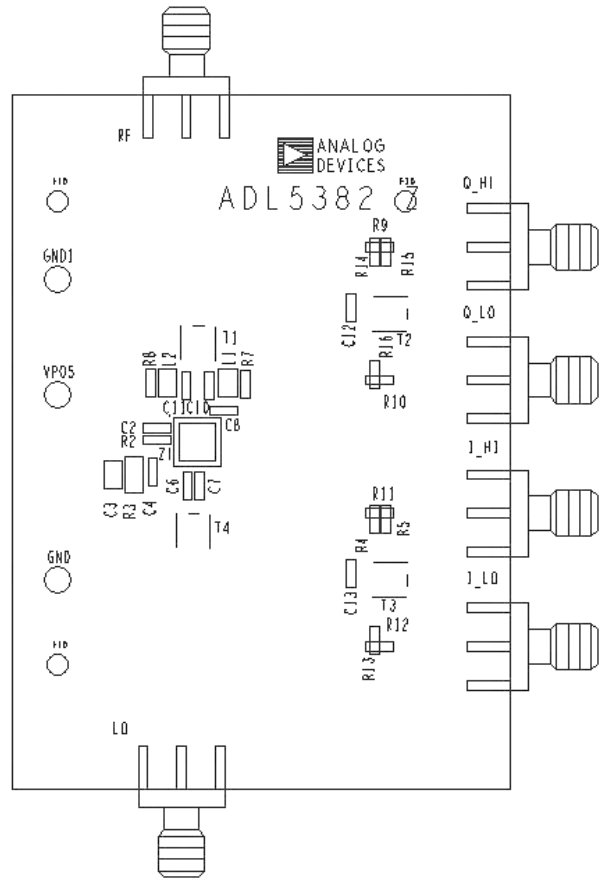 RF
ANALOG
DEVICES
FID
FID
ADL5382
Q_HI
R9
R14
R15
GND1
Q_LO
C12
T2
R16
T1
R8
L2
L1
R7
VPOS
R10
C11
C10
C8
C2
R2
Z1
I_HI
C6
C7
C3
R3
C4
R11
R4
R5
T4
GND
C13
I_LO
T3
R12
FID
R13
LO